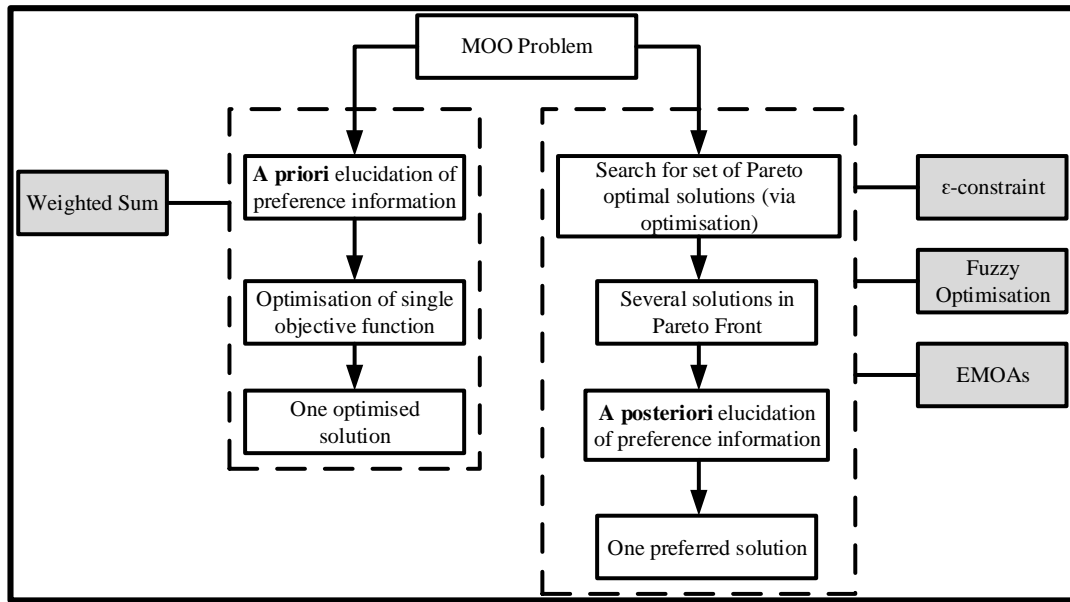 MOO Problem
A priori elucidation of
preference information
Optimisation of single
objective function
One optimised
solution
Weighted Sum
Search for set of Pareto
optimal solutions (via
optimisation)
Several solutions in
Pareto Front
A posteriori elucidation
of preference information
One preferred solution
ε-constraint
Fuzzy
Optimisation
EMOAs